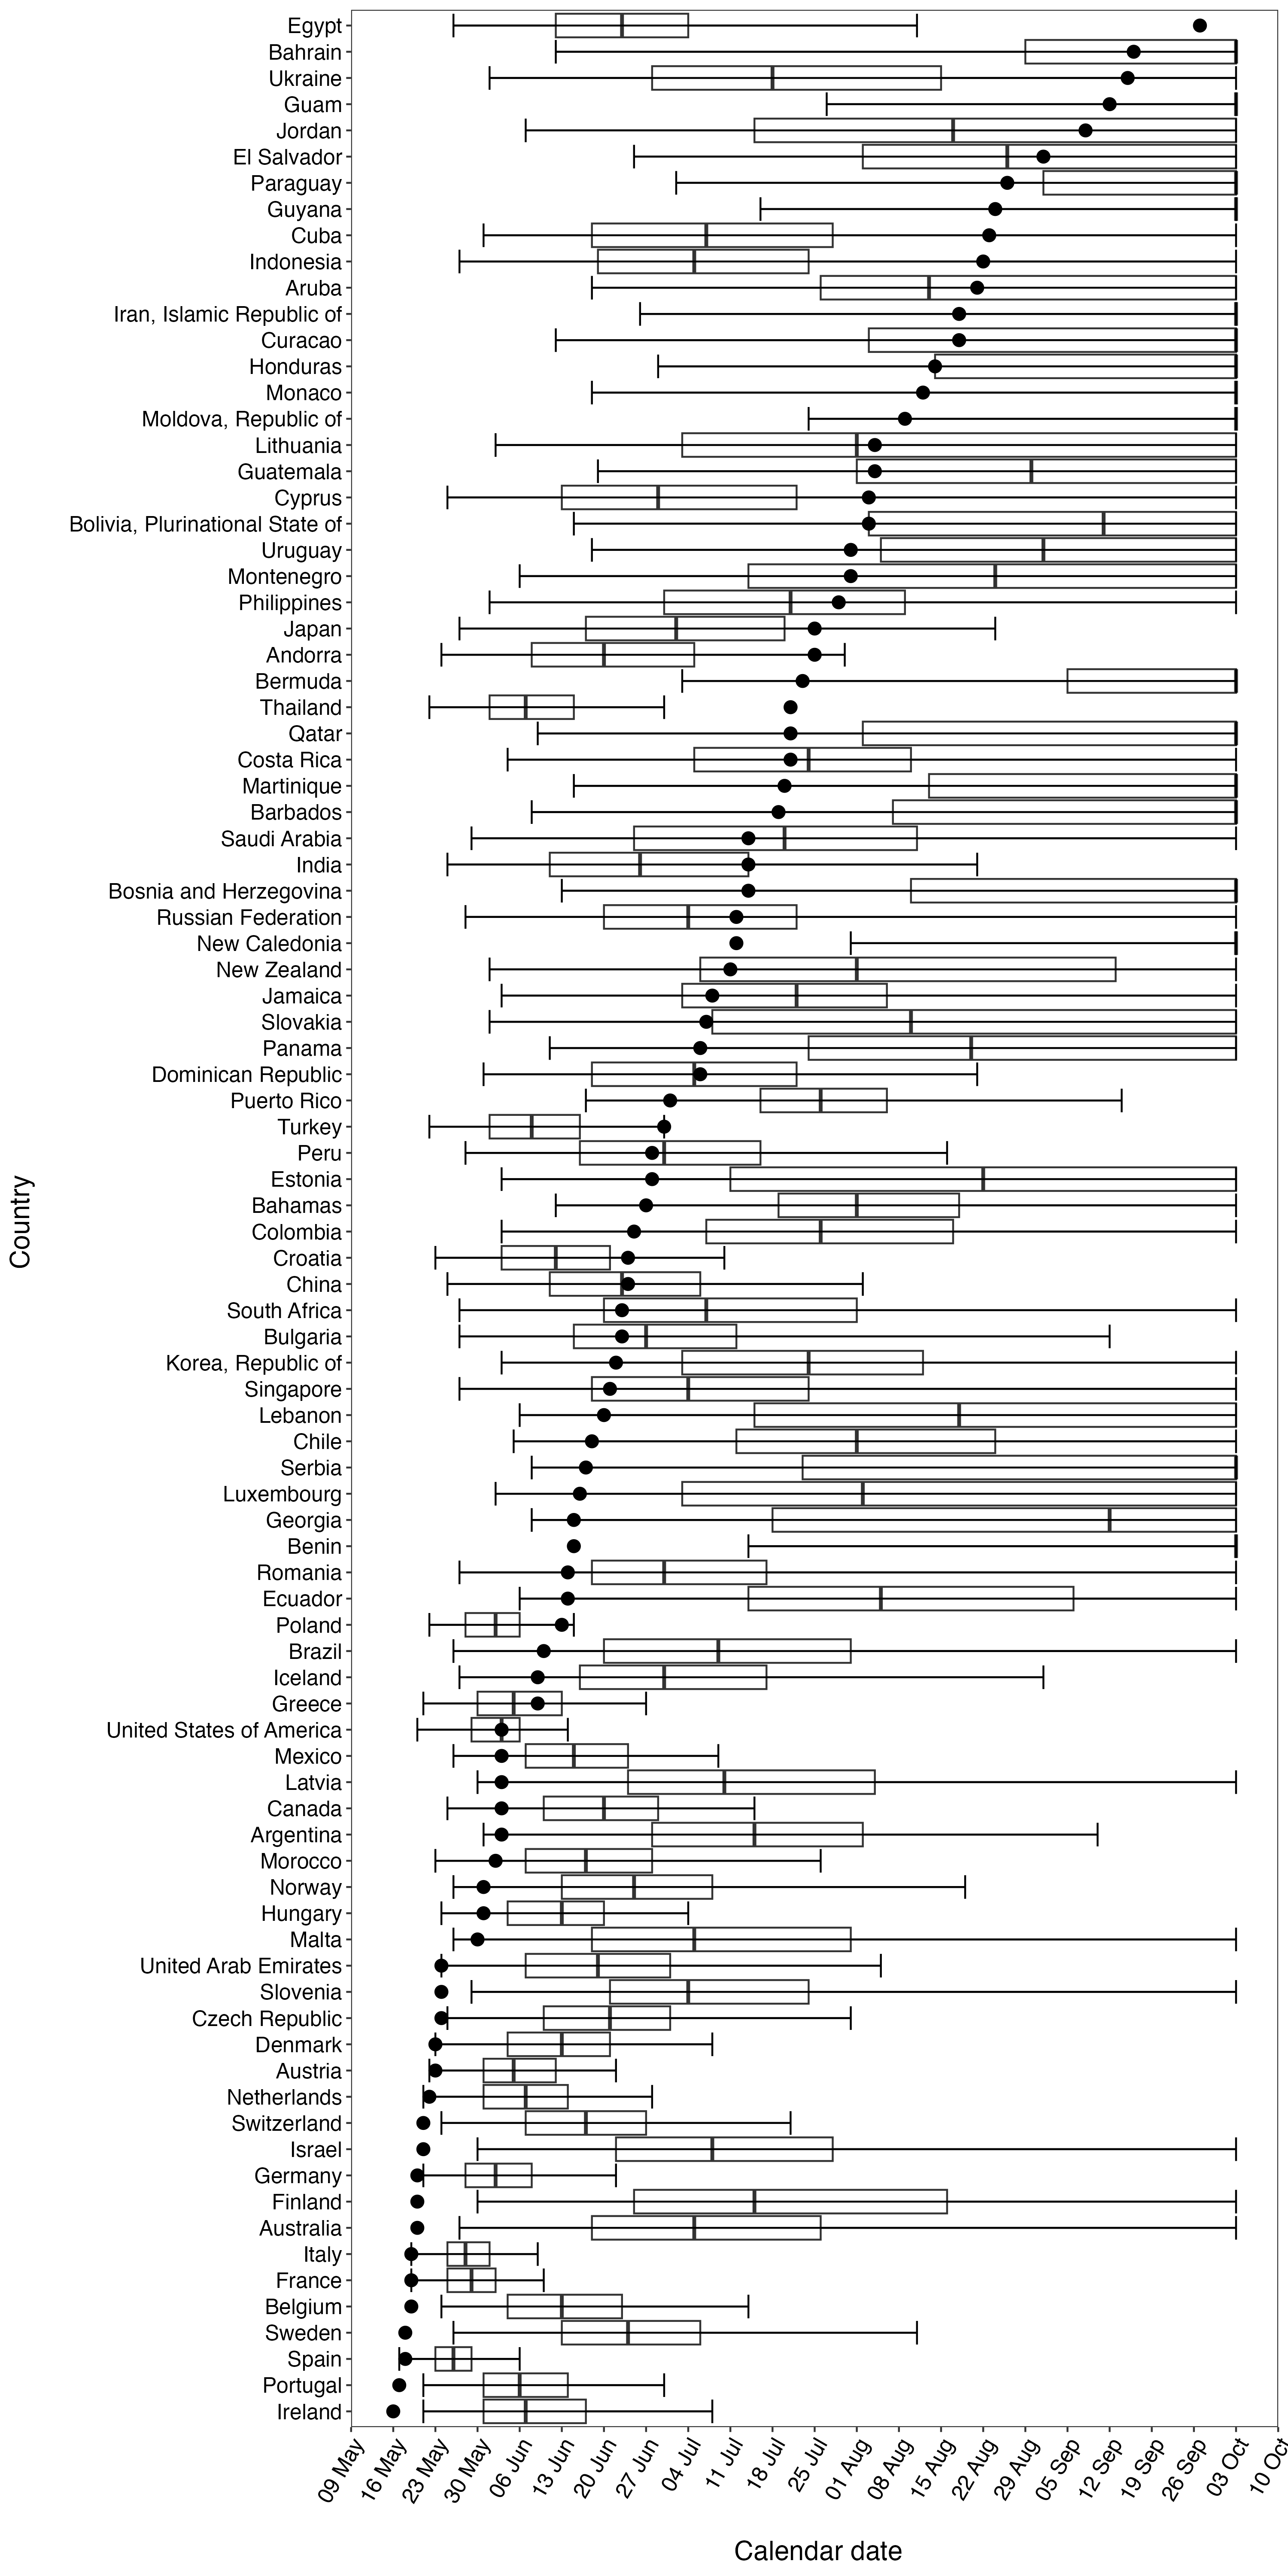 Egypt
Bahrain
Ukraine
Guam
Jordan
El Salvador
Paraguay
Guyana
Cuba
Indonesia
Aruba
Iran, Islamic Republic of
Curacao
Honduras
Monaco
Moldova, Republic of
Lithuania
Guatemala
Cyprus
Bolivia, Plurinational State of
Uruguay
Montenegro
Philippines
Japan
Andorra
Bermuda
Thailand
Qatar
Costa Rica
Martinique
Barbados
Saudi Arabia
India
Bosnia and Herzegovina
Russian Federation
New Caledonia
New Zealand
Jamaica
Slovakia
Panama
Dominican Republic
Puerto Rico
Turkey
Peru
Estonia
Bahamas
Colombia
Croatia
China
South Africa
Bulgaria
Korea, Republic of
Singapore
Lebanon
Chile
Serbia
Luxembourg
Georgia
Benin
Romania
Ecuador
Poland
Brazil
Iceland
Greece
United States of America
Mexico
Latvia
Canada
Argentina
Morocco
Norway
Hungary
Malta
United Arab Emirates
Slovenia
Czech Republic
Denmark
Austria
Netherlands
Switzerland
Israel
Germany
Finland
Australia
Italy
France
Belgium
Sweden
Spain
Portugal
Ireland
Country
09 May
16 May
23 May
30 May
06 Jun
13 Jun
20 Jun
27 Jun
04 Jul
11 Jul
18 Jul
25 Jul
01 Aug
08 Aug
15 Aug
22 Aug
29 Aug
05 Sep
12 Sep
19 Sep
26 Sep
03 Oct
10 Oct
Calendar date